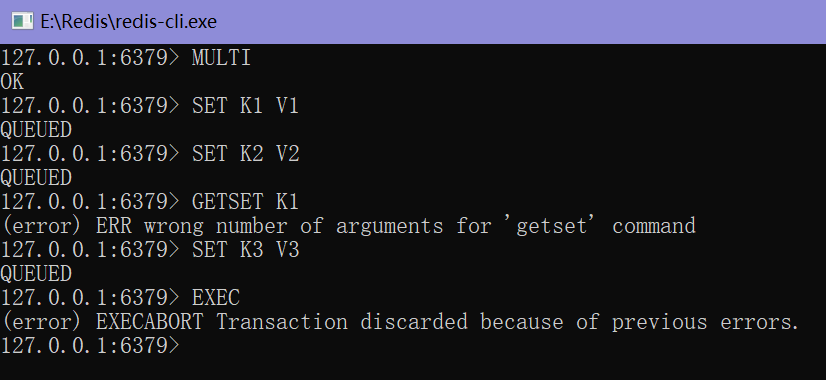 E:\Redis\redis-cli.exe
127.0.0.1:6379> MULTI
OK
127.0.0.1:6379> SET K1 V1
QUEUED
127.0.0.1:6379> SET K2 V2
QUEUED
127.0.0.1:6379> GETSET K1
(error) ERR wrong number of arguments for 'getset' command
127.0.0.1:6379> SET K3 V3
QUEUED
127.0.0.1:6379> EXEC
(error) EXECABORT Transaction discarded because of previous errors.
127.0.0.1:6379>